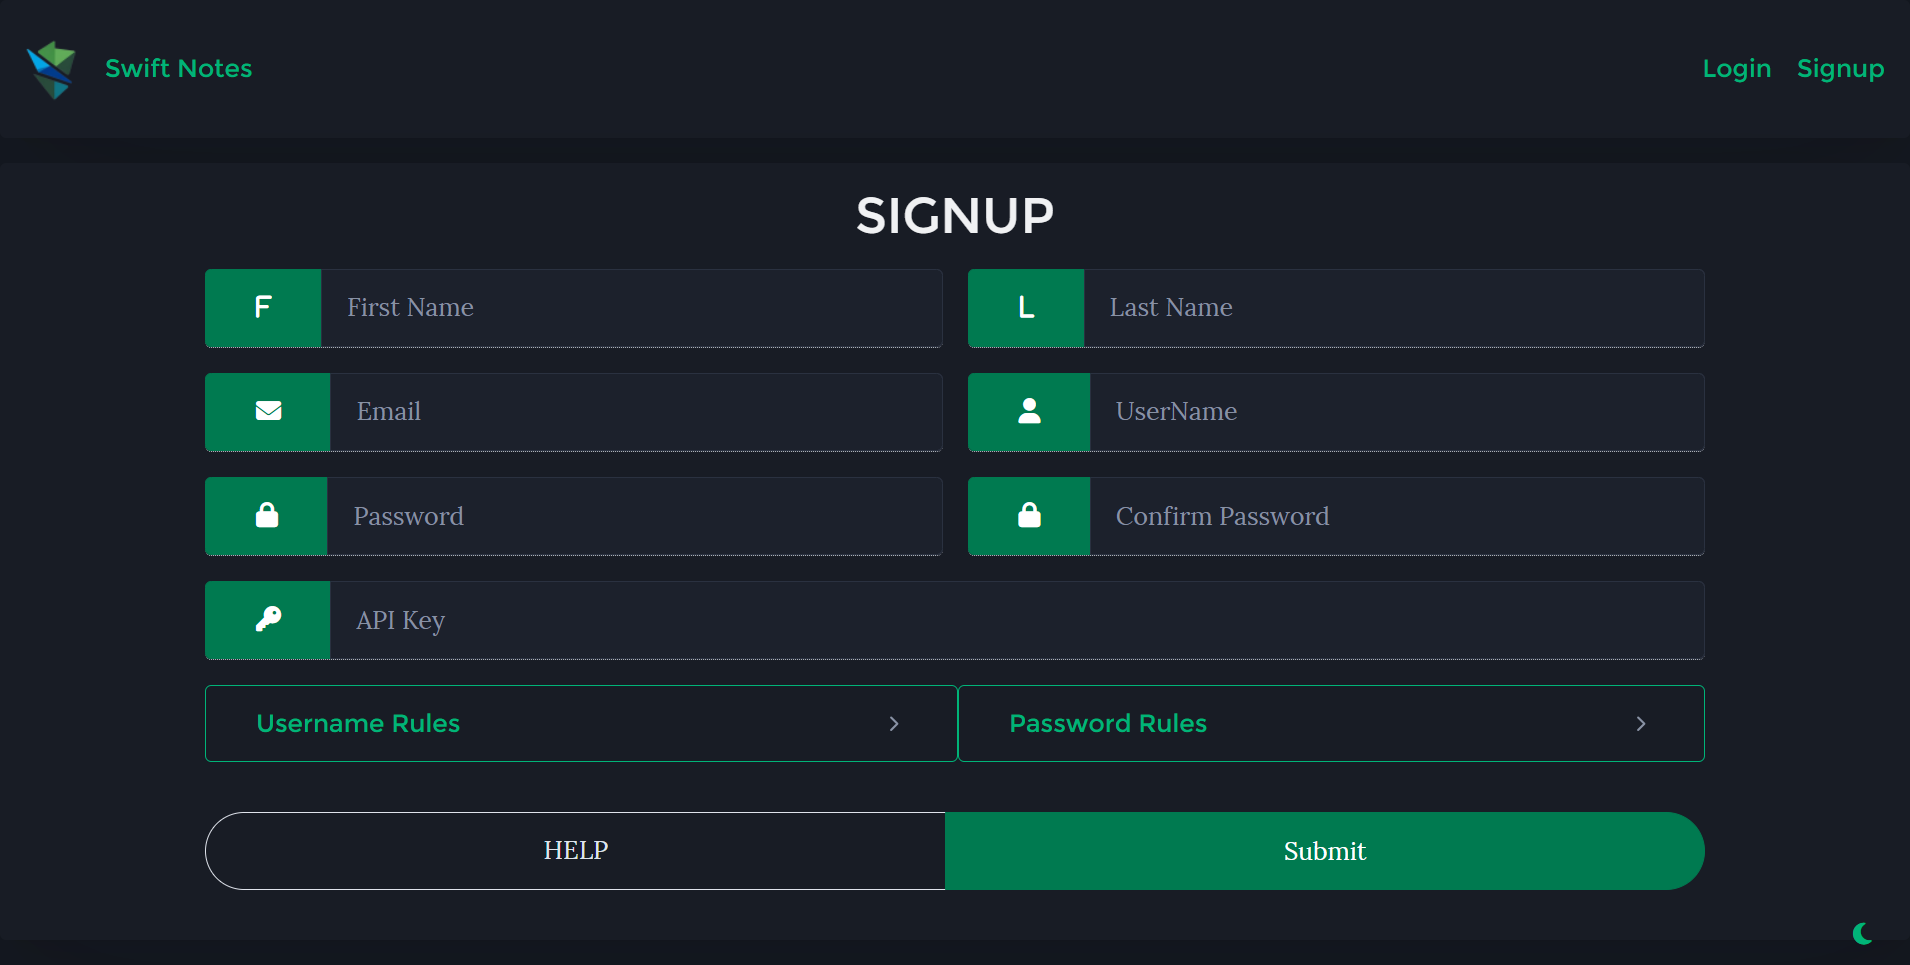 Swift Notes
Login Signup
SIGNUP
F First Name
L Last Name
Email
UserName
Password
Confirm Password
API Key
Username Rules
Password Rules
HELP
Submit